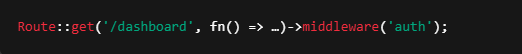 Route::get('/dashboard', fn() => …)->middleware('auth');